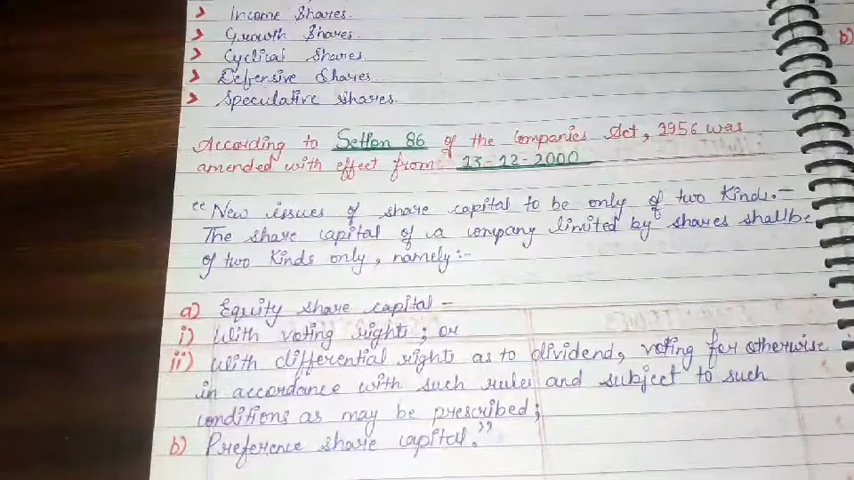 > Income Shares.
> Growth Shares.
> Cyclical Shares.
> Defensive Shares.
> Speculative shares.
According to Setion 86 of the Companies Act, 1956 was
amended with effect from 13-12-2000
"New issues of share capital to be only of two kinds.-
The share capital of a company limited by shares shall be
of two kinds only, namely:-
a) Equity share capital -
i) with voting rights; or
ii) with differential rights as to dividend, voting for otherwise
in accordance with such rules and subject to such
conditions as may be prescribed;
b) Preference share capital."
b)